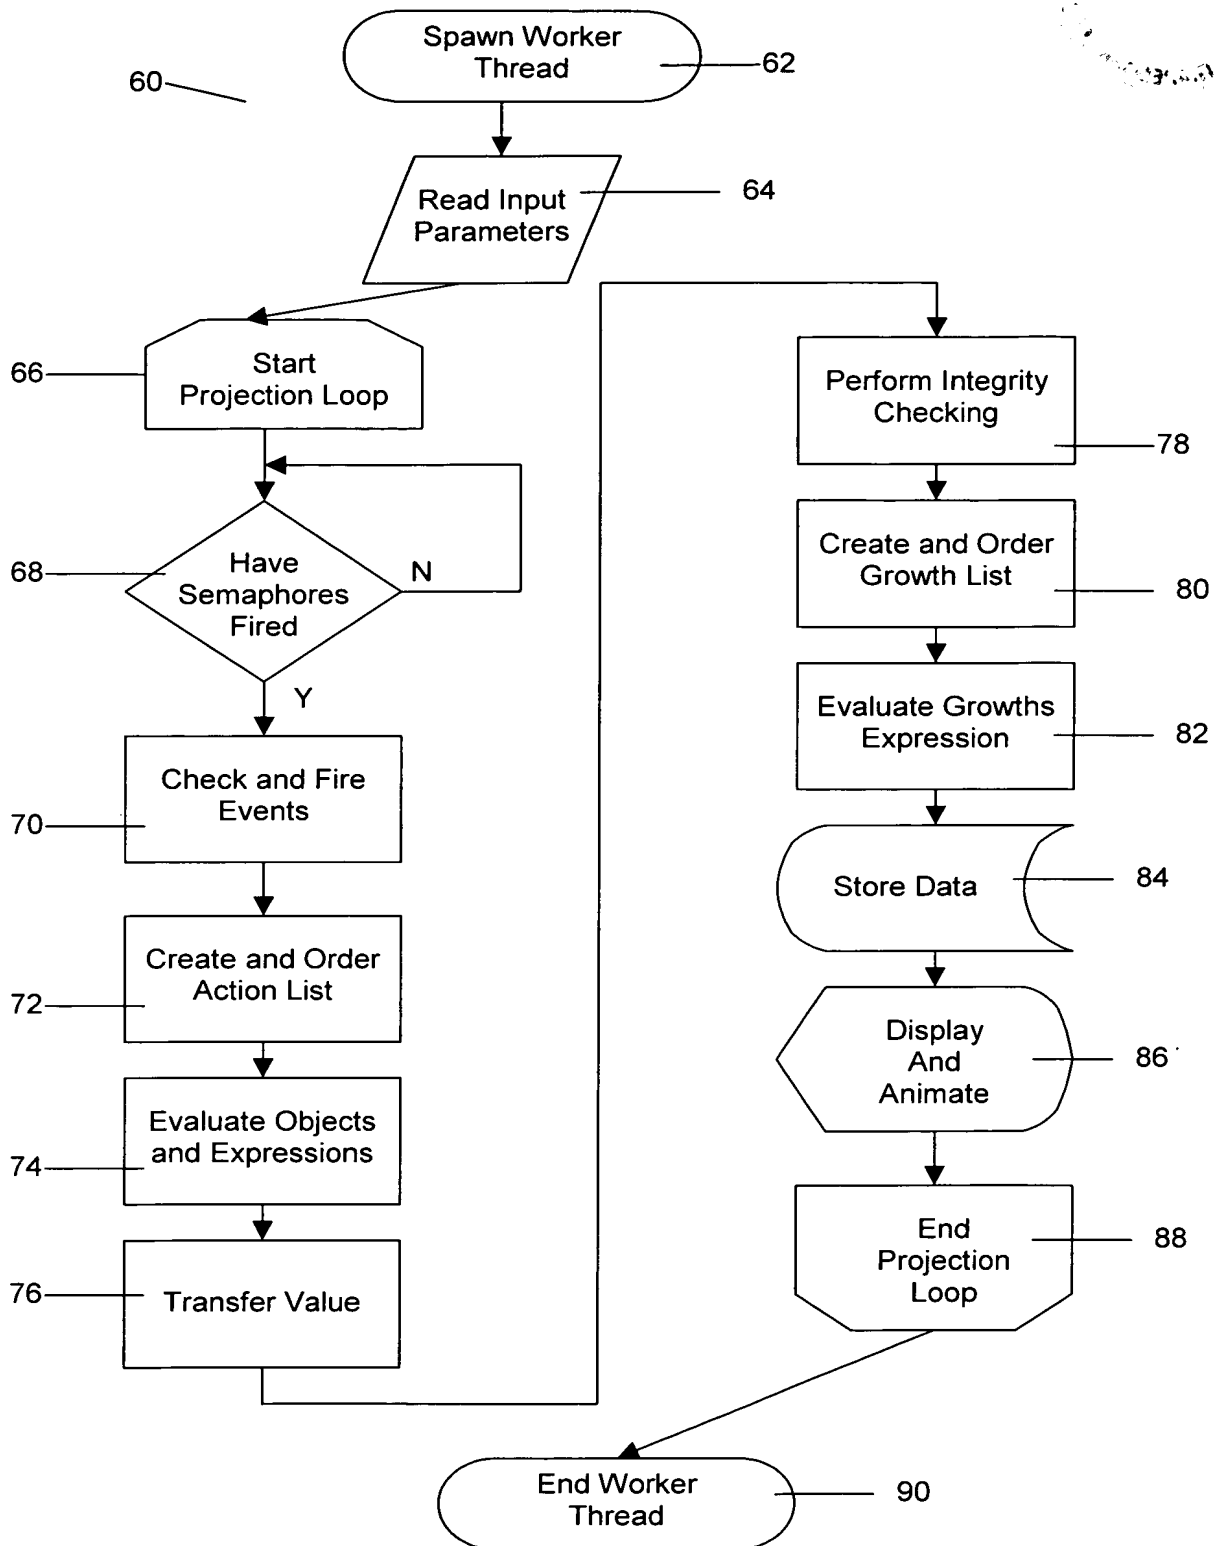 Spawn Worker
Thread
62
60
Read Input
Parameters
64
Start
Projection Loop
66
Have
Semaphores
Fired
68
N
Y
Check and Fire
Events
70
Create and Order
Action List
72
Evaluate Objects
and Expressions
74
Transfer Value
76
Perform Integrity
Checking
78
Create and Order
Growth List
80
Evaluate Growths
Expression
82
Store Data
84
Display
And
Animate
86
End
Projection
Loop
88
End Worker
Thread
90